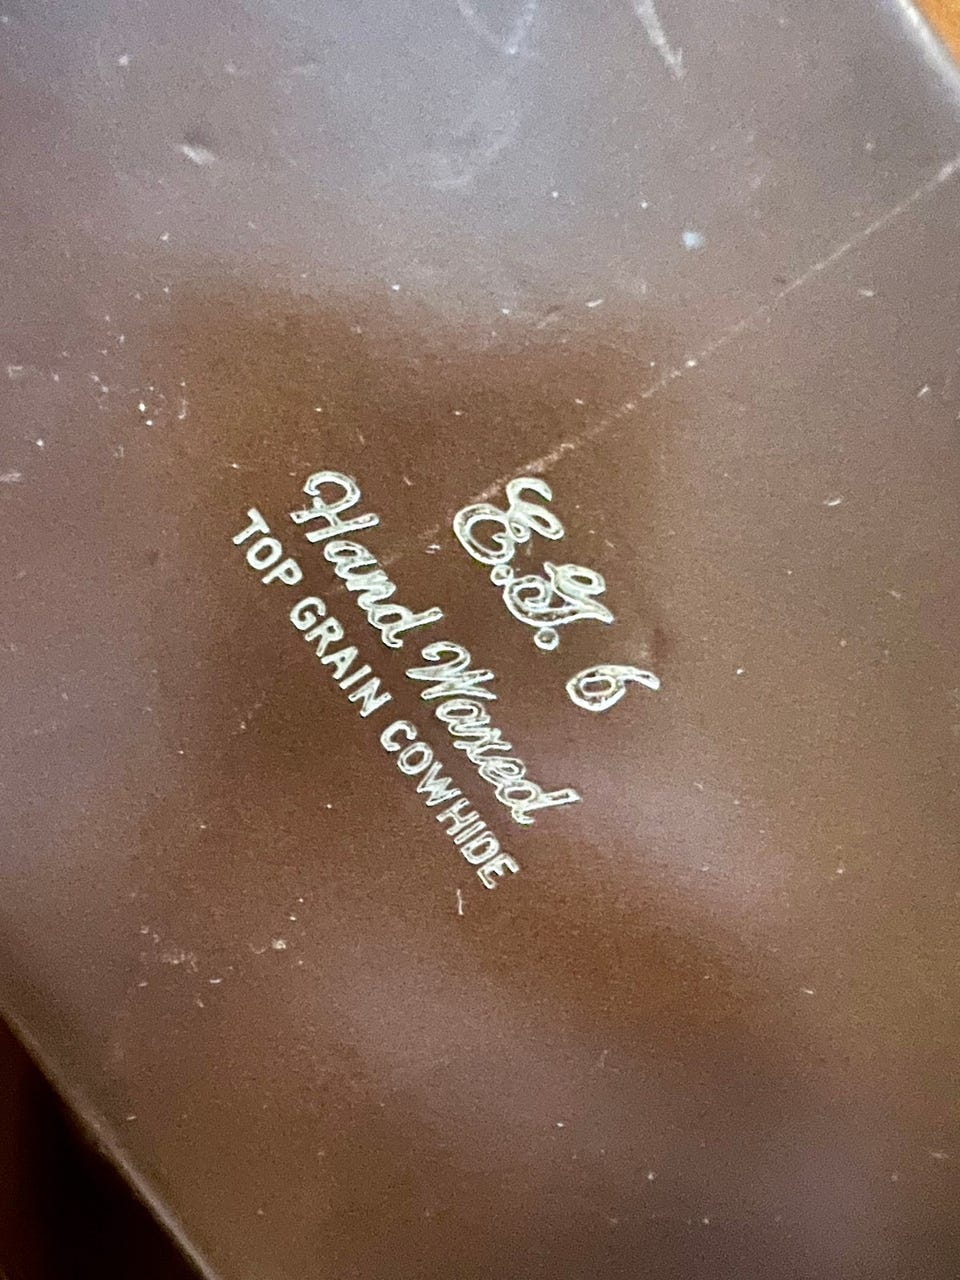 E.G. 6
Hand Waxed
TOP GRAIN COWHIDE